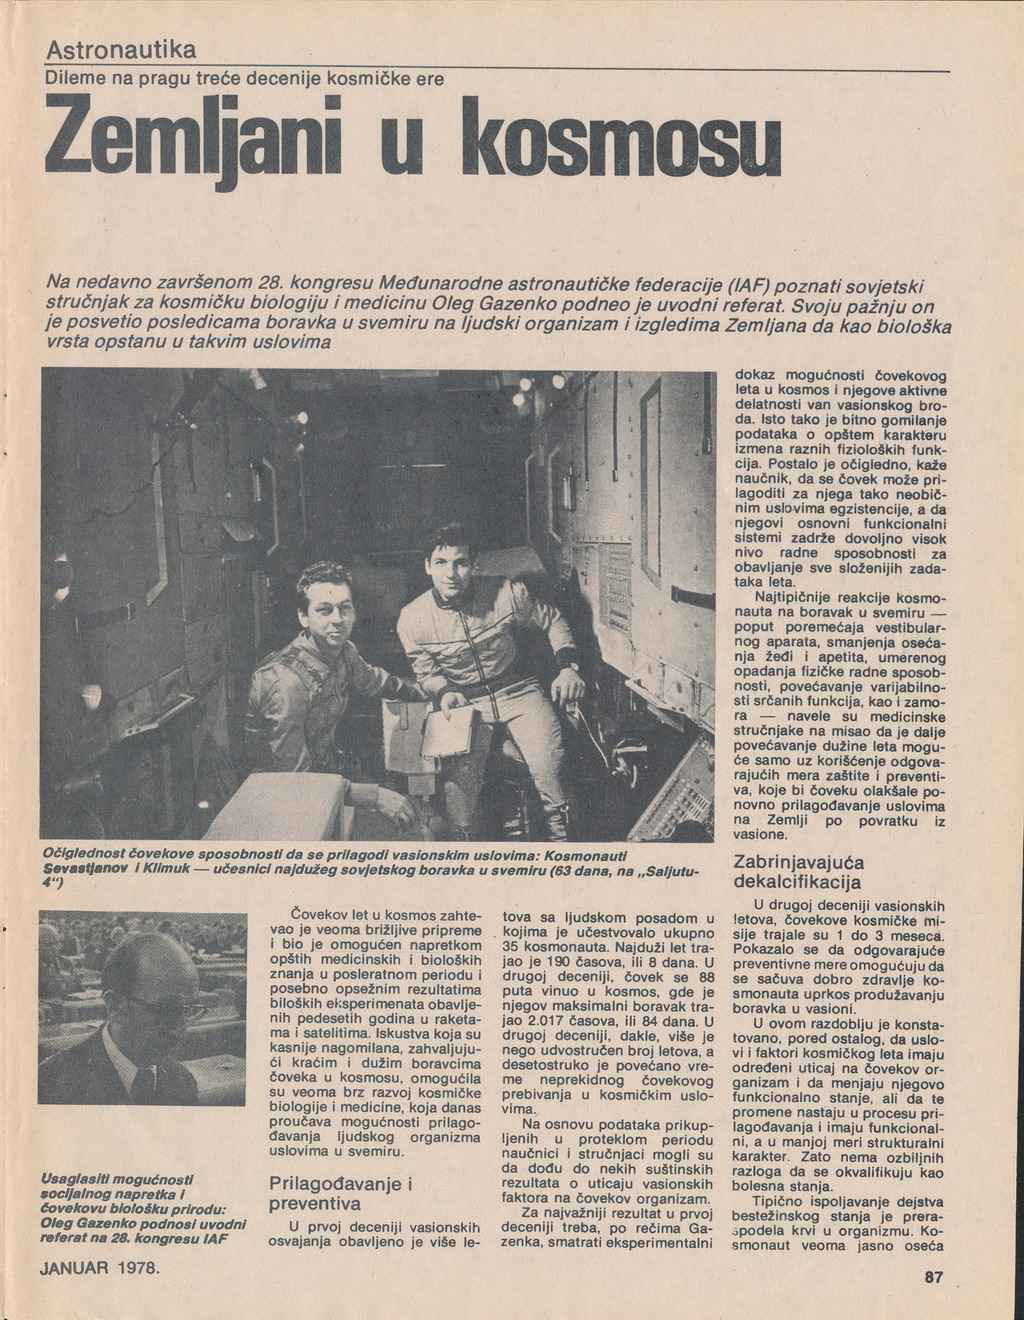 Astronautika
Dileme na pragu treće decenije kosmičke ere
Zemljani u kosmosu
Na nedavno završenom 28. kongresu Međunarodne astronautičke federacije (IAF) poznati sovjetski
stručnjak za kosmičku biologiju i medicinu Oleg Gazenko podneo je uvodni referat. Svoju pažnju on
je posvetio posledicama boravka u svemiru na ljudski organizam i izgledima Zemljana da kao biološka
vrsta opstanu u takvim uslovima
Očiglednost čovekove sposobnosti da se prilagodi vasionskim uslovima: Kosmonauti
Sevastjanov i Klimuk — učesnici najdužeg sovjetskog boravka u svemiru (63 dana, na „Saljutu-
4“)
Usaglasiti mogućnosti
socijalnog napretka i
čovekovu biološku prirodu:
Oleg Gazenko podnosi uvodni
referat na 28. kongresu IAF
Čovekov let u kosmos zahte-
vao je veoma brižljive pripreme
i bio je omogućen napretkom
opštih medicinskih i bioloških
znanja u posleratnom periodu i
posebno opsežnim rezultatima
biloških eksperimenata obavlje-
nih pedesetih godina u raketa-
ma i satelitima. Iskustva koja su
kasnije nagomilana, zahvaljuju-
ći kraćim i dužim boravcima
čoveka u kosmosu, omogućila
su veoma brz razvoj kosmičke
biologije i medicine, koja danas
proučava mogućnosti prilago-
đavanja ljudskog organizma
uslovima u svemiru.
Prilagođavanje i
preventiva
U prvoj deceniji vasionskih
osvajanja obavljeno je više le-
tova sa ljudskom posadom u
kojima je učestvovalo ukupno
35 kosmonauta. Najduži let tra-
jao je 190 časova, ili 8 dana. U
drugoj deceniji, čovek se 88
puta vinuo u kosmos, gde je
njegov maksimalni boravak tra-
jao 2.017 časova, ili 84 dana. U
drugoj deceniji, dakle, više je
nego udvostručen broj letova, a
desetostruko je povećano vre-
me neprekidnog čovekovog
prebivanja u kosmičkim uslo-
vima.
Na osnovu podataka prikup-
ljenih u proteklom periodu
naučnici i stručnjaci mogli su
da dođu do nekih suštinskih
rezultata o uticaju vasionskih
faktora na čovekov organizam.
Za najvažniji rezultat u prvoj
deceniji treba, po rečima Ga-
zenka, smatrati eksperimentalni
dokaz mogućnosti čovekovog
leta u kosmos i njegove aktivne
delatnosti van vasionskog bro-
da. Isto tako je bitno gomilanje
podataka o opštem karakteru
izmena raznih fizioloških funk-
cija. Postalo je očigledno, kaže
naučnik, da se čovek može pri-
lagoditi za njega tako neobič-
nim uslovima egzistencije, a da
njegovi osnovni funkcionalni
sistemi zadrže dovoljno visok
nivo radne sposobnosti za
obavljanje sve složenijih zada-
taka leta.
Najtipičnije reakcije kosmo-
nauta na boravak u svemiru —
poput poremećaja vestibular-
nog aparata, smanjenja oseća-
nja žeđi i apetita, umerenog
opadanja fizičke radne sposob-
nosti, povećavanje varijabilno-
sti srčanih funkcija, kao i zamo-
ra — navele su medicinske
stručnjake na misao da je dalje
povećavanje dužine leta mogu-
će samo uz korišćenje odgova-
rajućih mera zaštite i preventi-
va, koje bi čoveku olakšale po-
novno prilagođavanje uslovima
na Zemlji po povratku iz
vasione.
Zabrinjavajuća
dekalcifikacija
U drugoj deceniji vasionskih
letova, čovekove kosmičke mi-
sije trajale su 1 do 3 meseca.
Pokazalo se da odgovarajuće
preventivne mere omogućuju da
se sačuva dobro zdravlje ko-
smonauta uprkos produžavanju
boravka u vasioni.
U ovom razdoblju je konsta-
tovano, pored ostalog, da uslo-
vi i faktori kosmičkog leta imaju
određeni uticaj na čovekov or-
ganizam i da menjaju njegovo
funkcionalno stanje, ali da te
promene nastaju u procesu pri-
lagođavanja i imaju funkcional-
ni, a u manjoj meri strukturalni
karakter. Zato nema ozbiljnih
razloga da se okvalifikuju kao
bolesna stanja.
Tipično ispoljavanje dejstva
bestežinskog stanja je prera-
spodela krvi u organizmu. Ko-
smonaut veoma jasno oseća
JANUAR 1978.
87